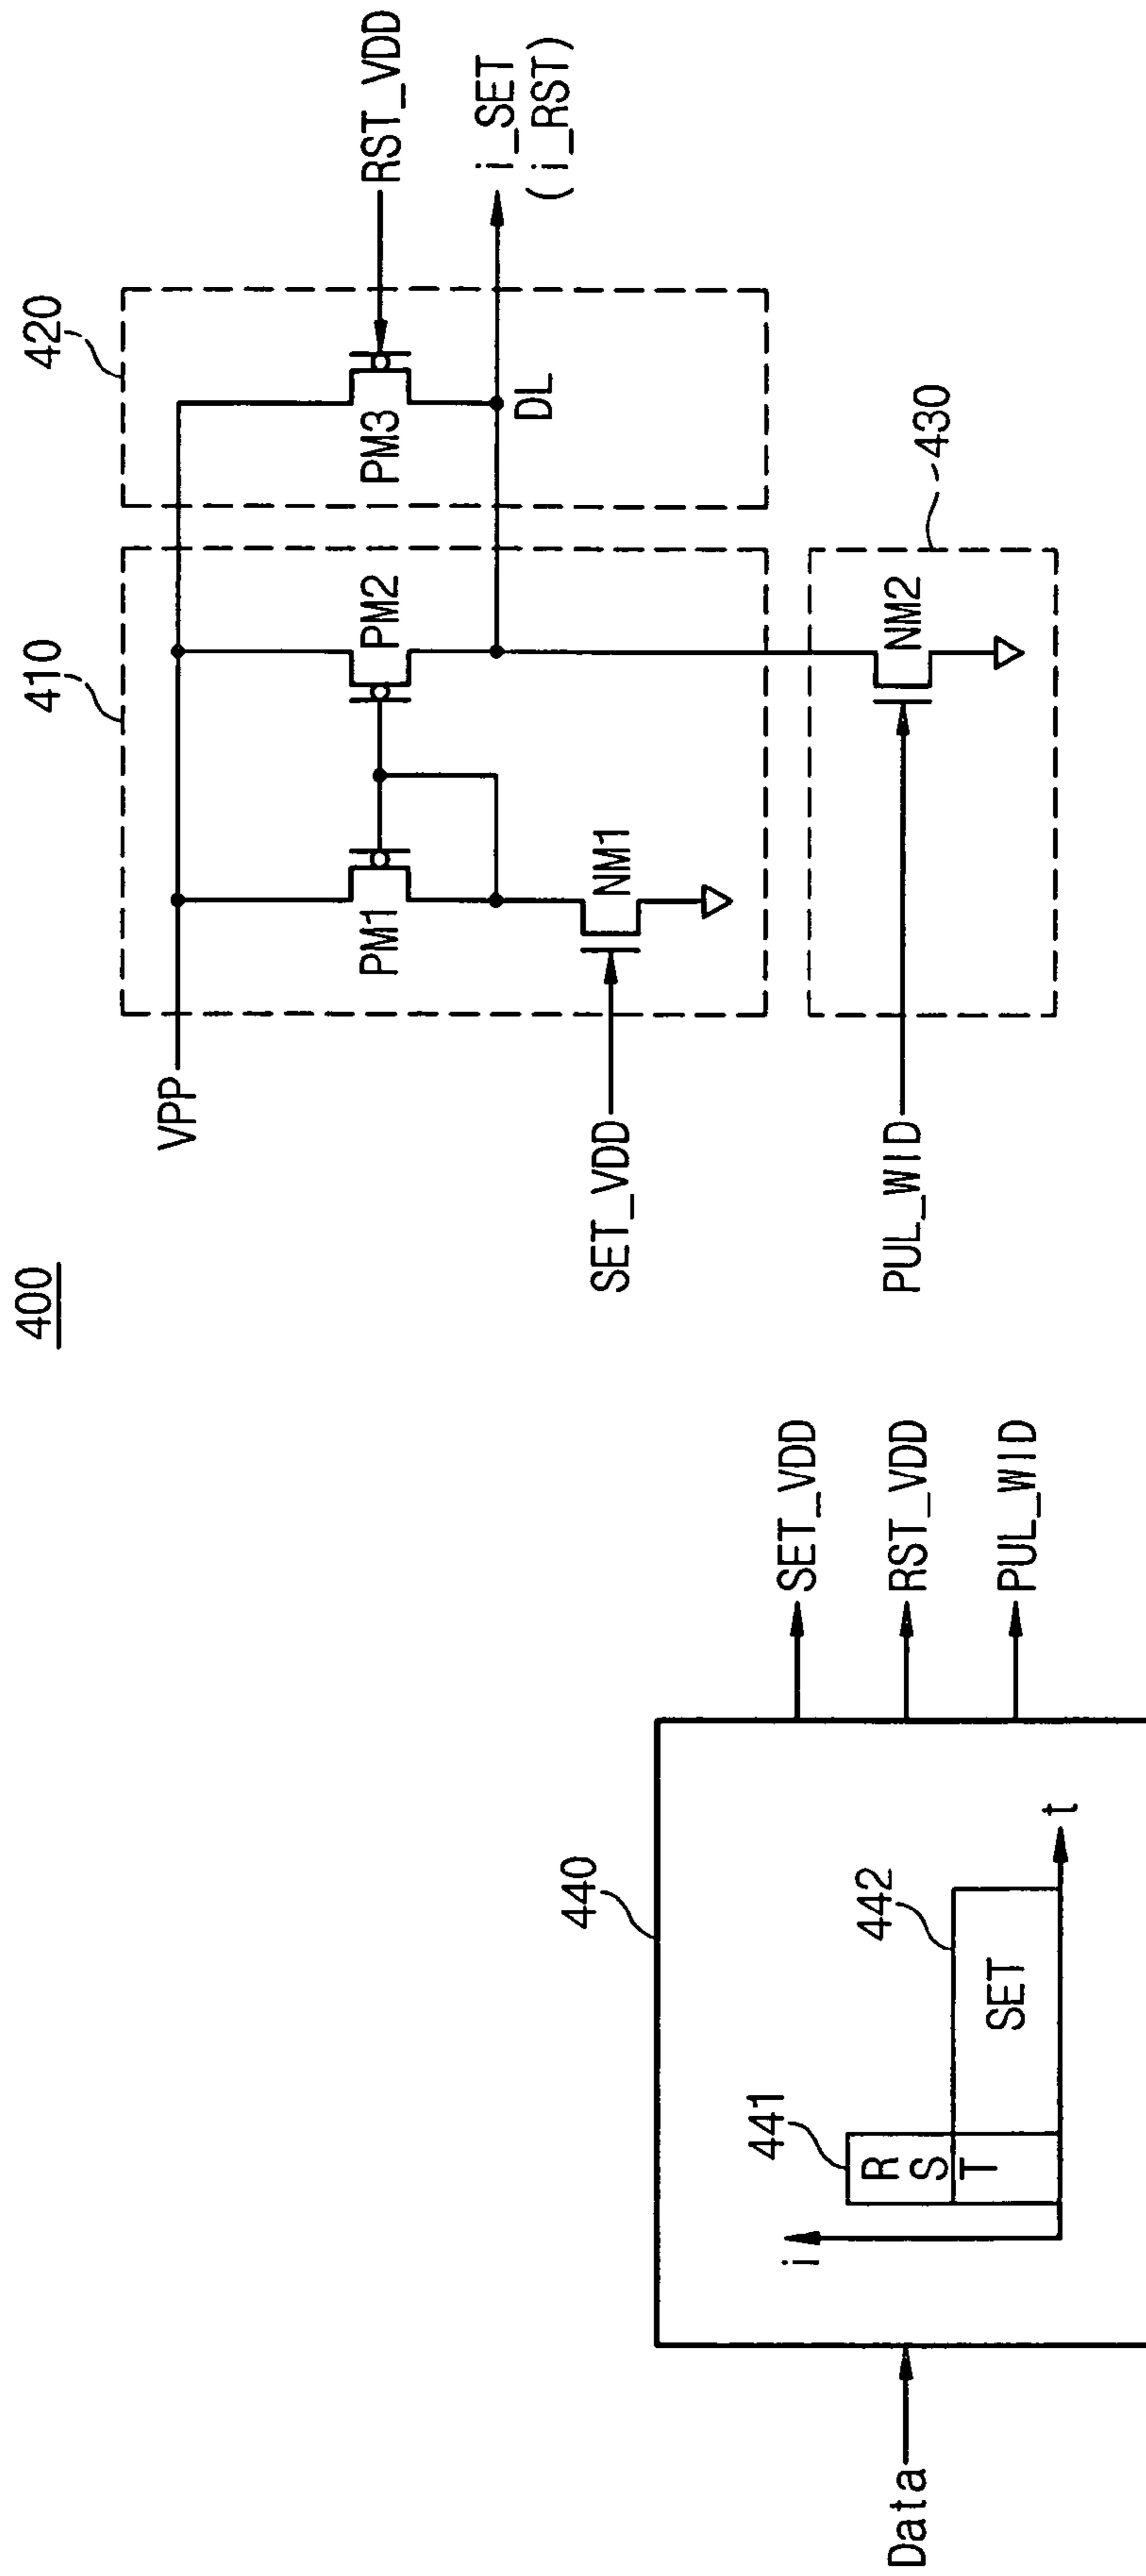 400
410
420
VPP
PM1
PM2
PM3
RST_VDD
DL
i_SET
(i_RST)
SET_VDD
NM1
430
PUL_WID
NM2
440
Data
i
441
RST
442
SET
t
SET_VDD
RST_VDD
PUL_WID